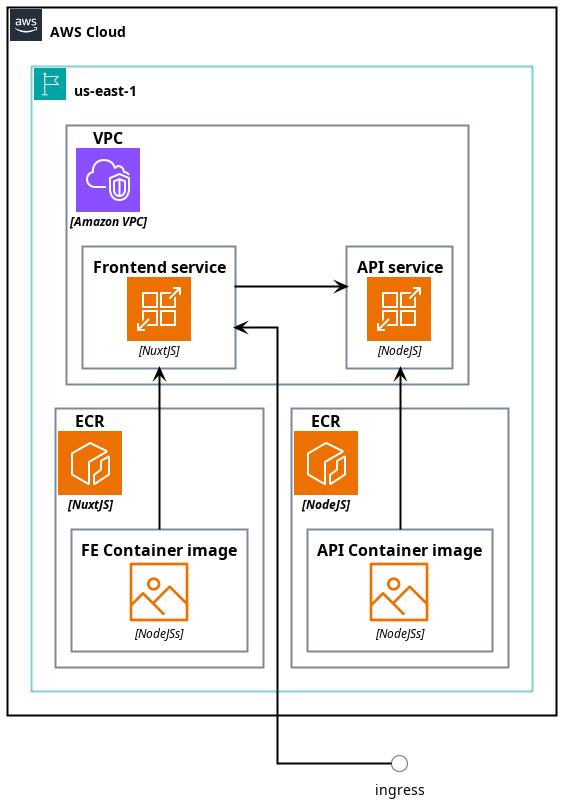 aws
AWS Cloud
us-east-1
VPC
[Amazon VPC]
Frontend service
[NuxtJS]
API service
[NodeJS]
ECR
[NuxtJS]
FE Container image
[NodeJSs]
ECR
[NodeJS]
API Container image
[NodeJSs]
ingress